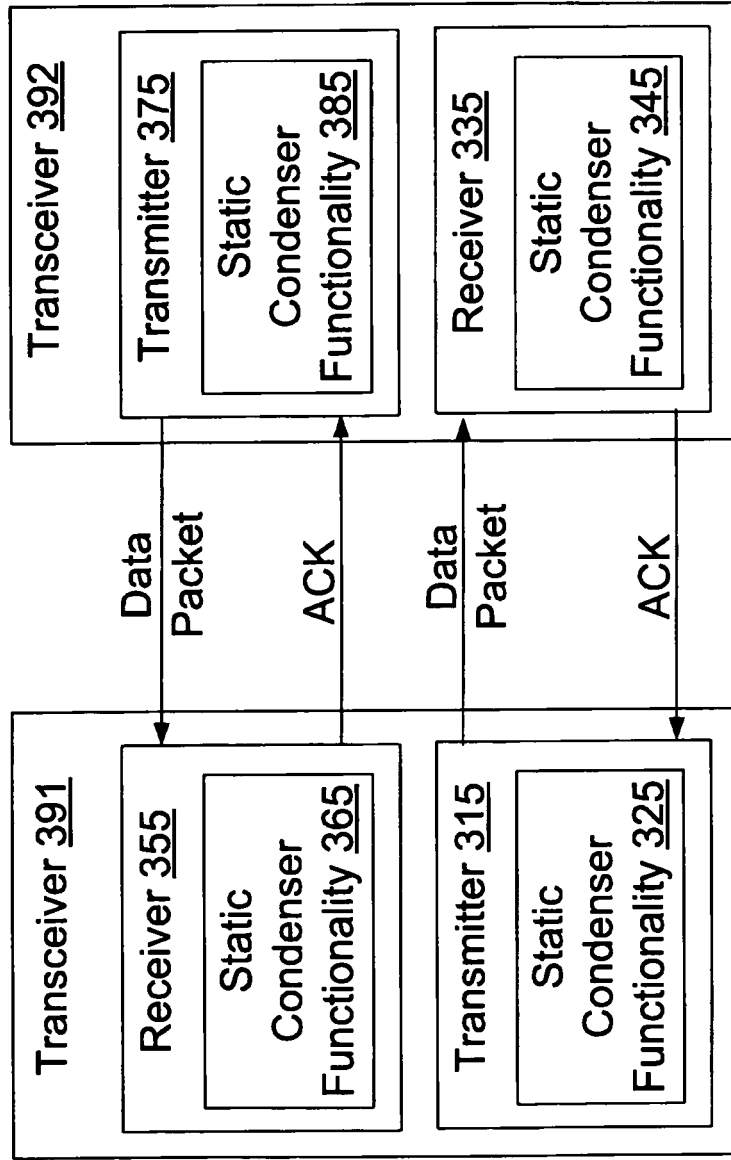 Transceiver 391
Receiver 355
Static
Condenser
Functionality 365
Transmitter 315
Static
Condenser
Functionality 325
Data
Packet
ACK
Data
Packet
ACK
Transceiver 392
Transmitter 375
Static
Condenser
Functionality 385
Receiver 335
Static
Condenser
Functionality 345